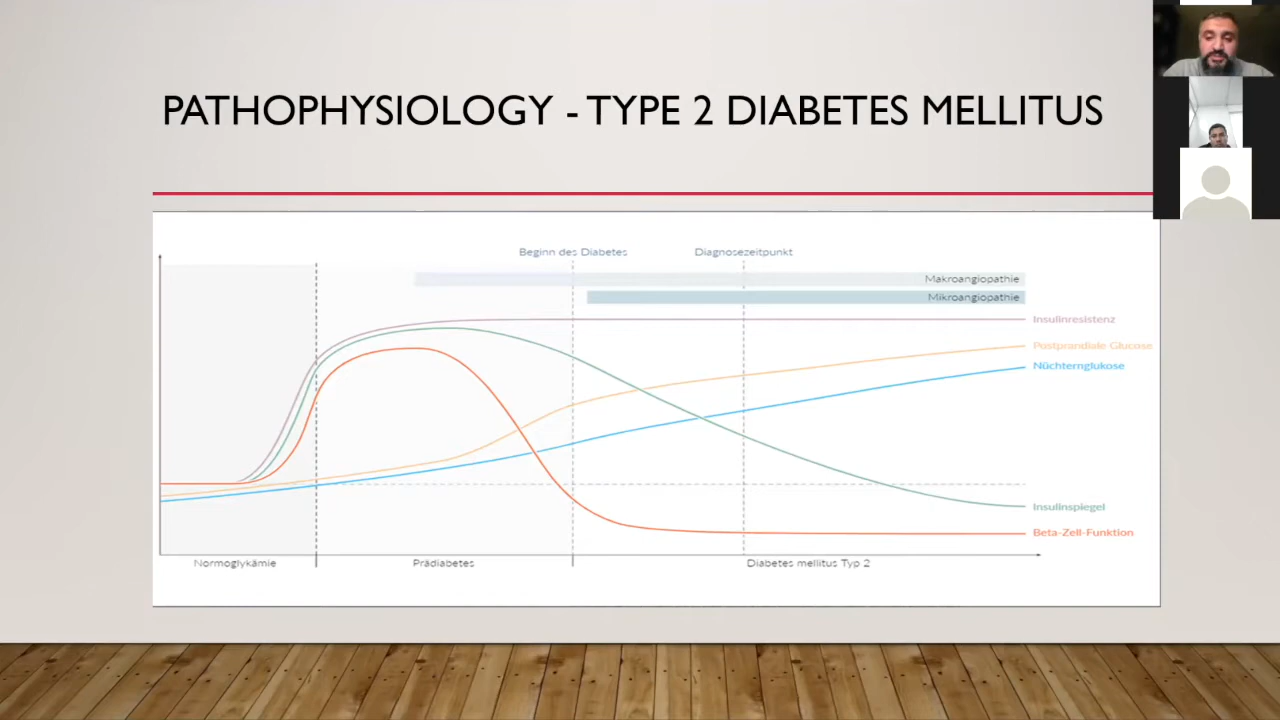 PATHOPHYSIOLOGY - TYPE 2 DIABETES MELLITUS
Beginn des Diabetes
Diagnosezeitpunkt
Makroangiopathie
Mikroangiopathie
Insulinresistenz
Postprandiale Glucose
Nüchternglukose
Insulinspiegel
Beta-Zell-Funktion
Normoglykämie
Prädiabetes
Diabetes mellitus Typ 2